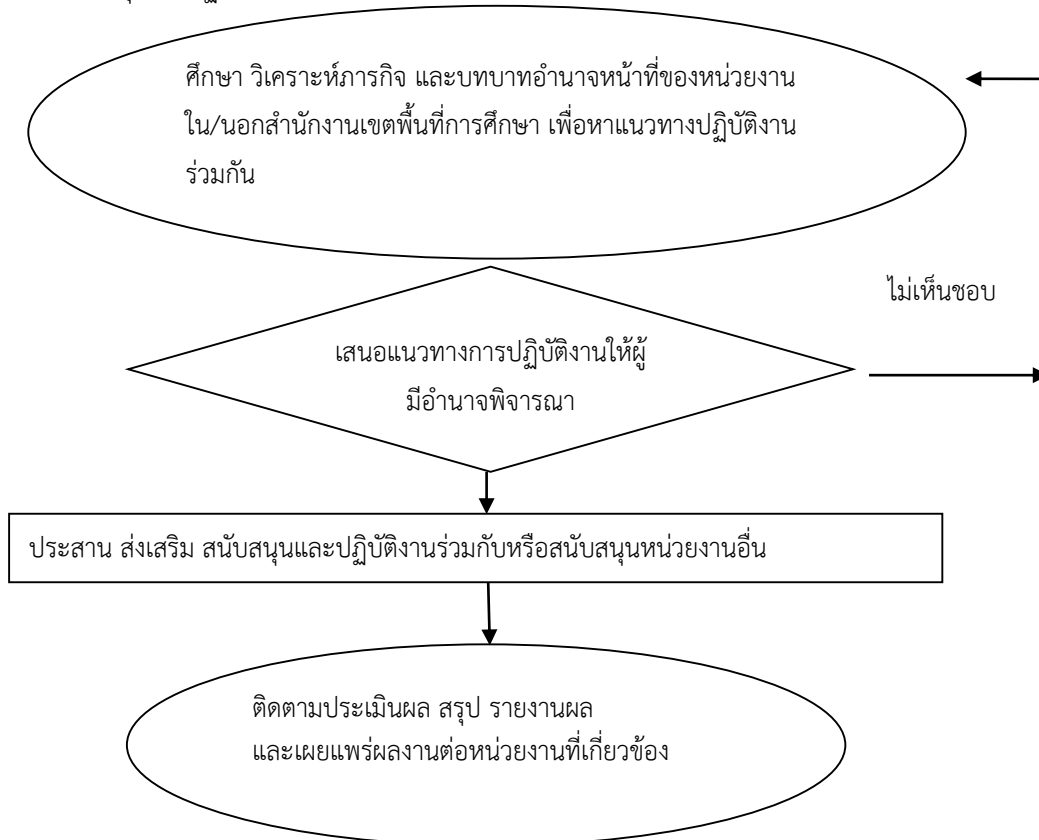 ศึกษา วิเคราะห์ภารกิจ และบทบาทอำนาจหน้าที่ของหน่วยงาน
ใน/นอกสำนักงานเขตพื้นที่การศึกษา เพื่อหาแนวทางปฏิบัติงาน
ร่วมกัน
ไม่เห็นชอบ
เสนอแนวทางการปฏิบัติงานให้ผู้
มีอำนาจพิจารณา
ประสาน ส่งเสริม สนับสนุนและปฏิบัติงานร่วมกับหรือสนับสนุนหน่วยงานอื่น
ติดตามประเมินผล สรุป รายงานผล
และเผยแพร่ผลงานต่อหน่วยงานที่เกี่ยวข้อง